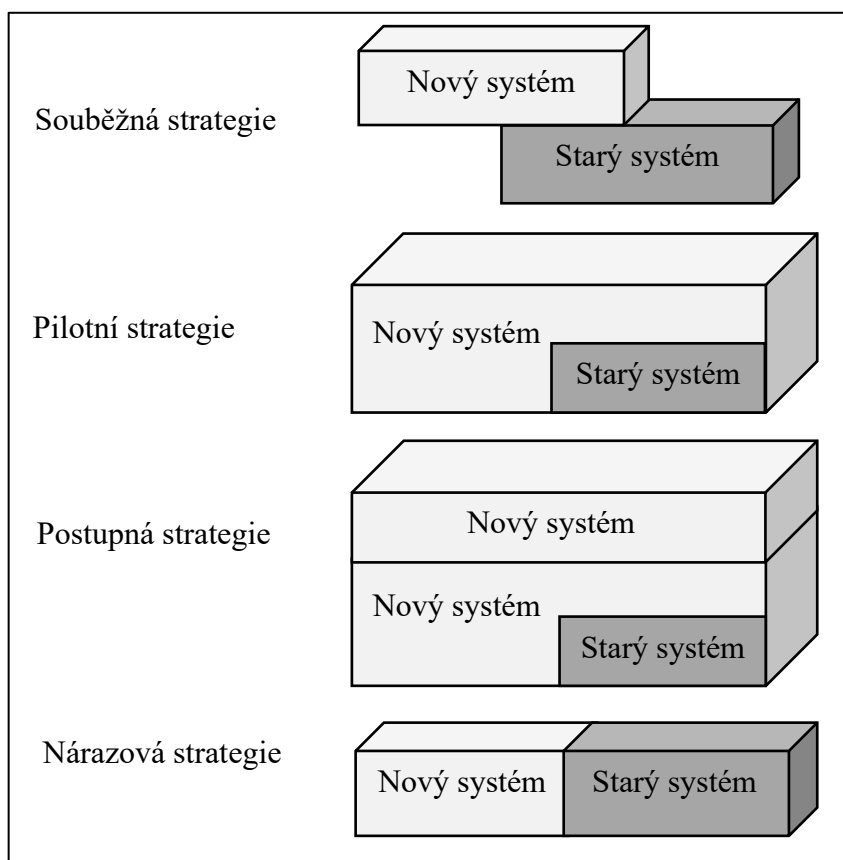 Nový systém
Souběžná strategie
Starý systém
Pilotní strategie
Nový systém
Starý systém
Nový systém
Postupná strategie
Nový systém
Starý systém
Nárazová strategie
Nový systém
Starý systém